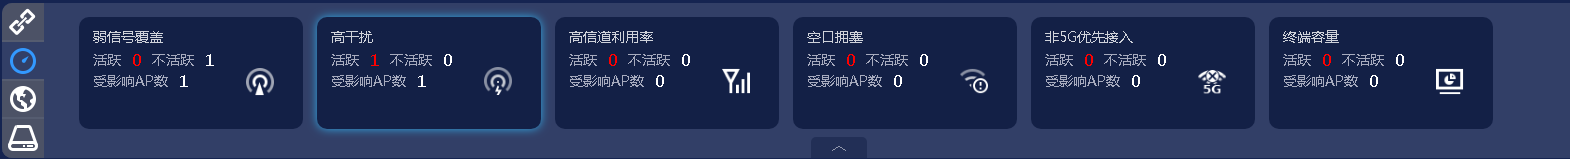 弱信号覆盖
活跃 0 不活跃 1
受影响AP数 1
高干扰
活跃 1 不活跃 0
受影响AP数 1
高信道利用率
活跃 0 不活跃 0
受影响AP数 0
空口拥塞
活跃 0 不活跃 0
受影响AP数 0
非5G优先接入
活跃 0 不活跃 0
受影响AP数 0
5G
终端容量
活跃 0 不活跃 0
受影响AP数 0